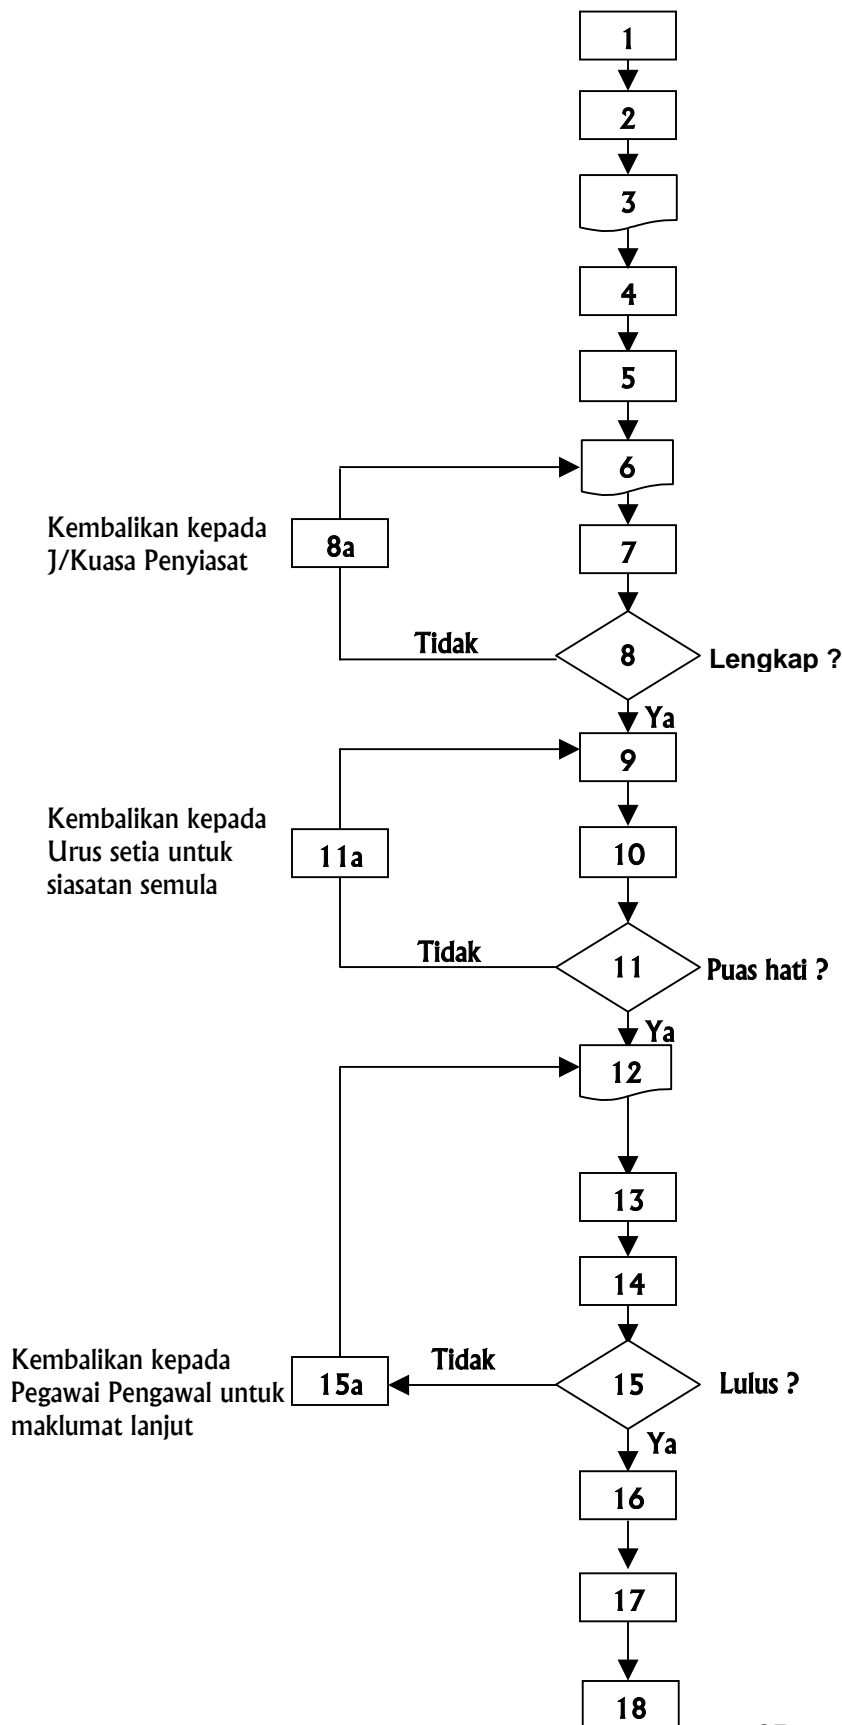 1
2
3
4
5
6
Kembalikan kepada
J/Kuasa Penyiasat
8a
7
Tidak
8
Lengkap ?
Ya
9
Kembalikan kepada
Urus setia untuk
siasatan semula
11a
10
Tidak
11
Puas hati ?
Ya
12
13
14
Kembalikan kepada
Pegawai Pengawal untuk
maklumat lanjut
15a
Tidak
15
Lulus ?
Ya
16
17
18